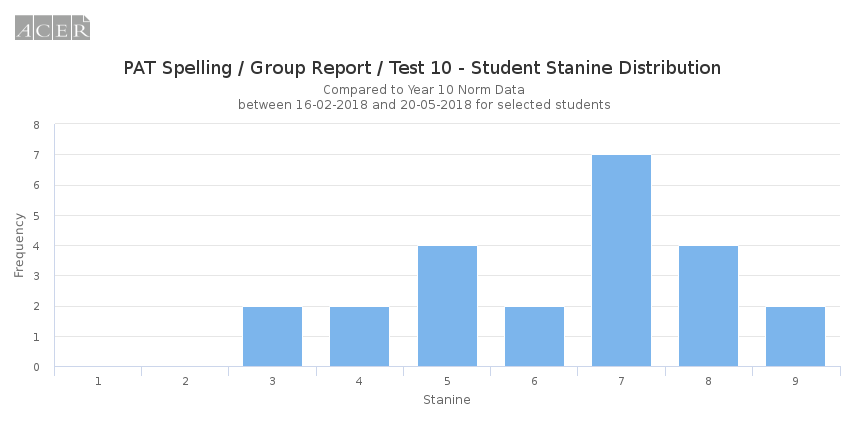 ACER
PAT Spelling / Group Report / Test 10 - Student Stanine Distribution
Compared to Year 10 Norm Data
between 16-02-2018 and 20-05-2018 for selected students
8
7
6
5
4
3
2
1
0
Frequency
1 2 3 4 5 6 7 8 9
Stanine